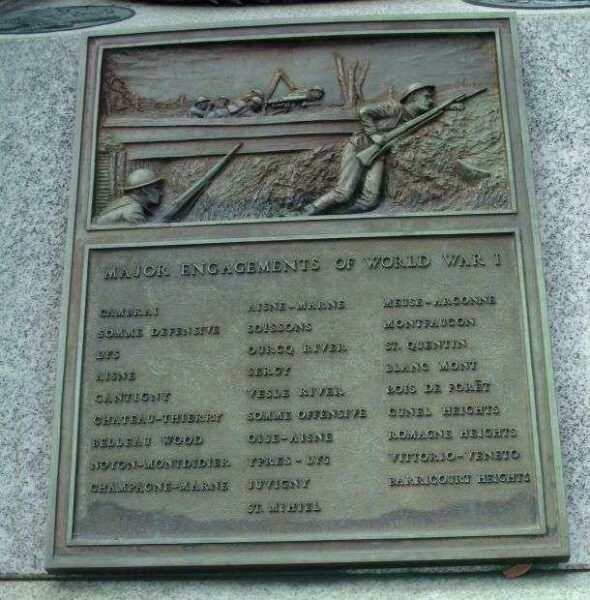 MAJOR ENGAGEMENTS OF WORLD WAR I
CAMBRAI
SOMME DEFENSIVE
LYS
AISNE
CANTIGNY
CHATEAU-THIERRY
BELLEAU WOOD
NOYON-MONTDIDIER
CHAMPAGNE-MARNE
AISNE-MARNE
SOISSONS
OURCQ RIVER
SERGY
VESLE RIVER
SOMME OFFENSIVE
OISE-AISNE
YPRES-LYS
JUVIGNY
ST. MIHIEL
MEUSE-ARGONNE
MONTFAUCON
ST. QUENTIN
BLANC MONT
BOIS DE FORÊT
CUNEL HEIGHTS
ROMAGNE HEIGHTS
VITTORIO-VENETO
BARRICOURT HEIGHTS